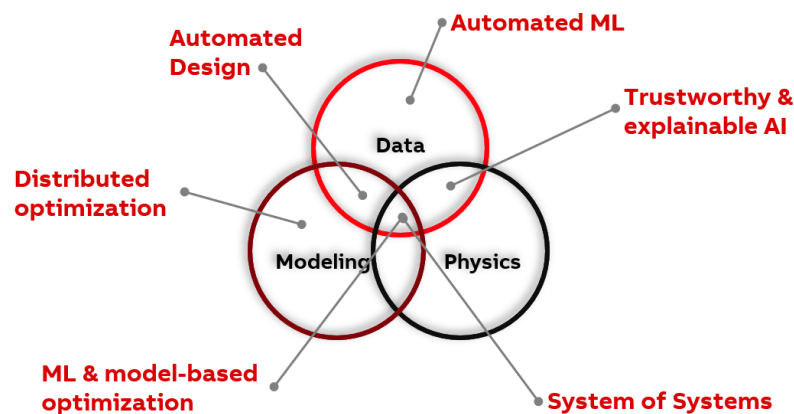 Automated ML
Automated
Design
Trustworthy &
explainable AI
Data
Distributed
optimization
Modeling
Physics
ML & model-based
optimization
System of Systems